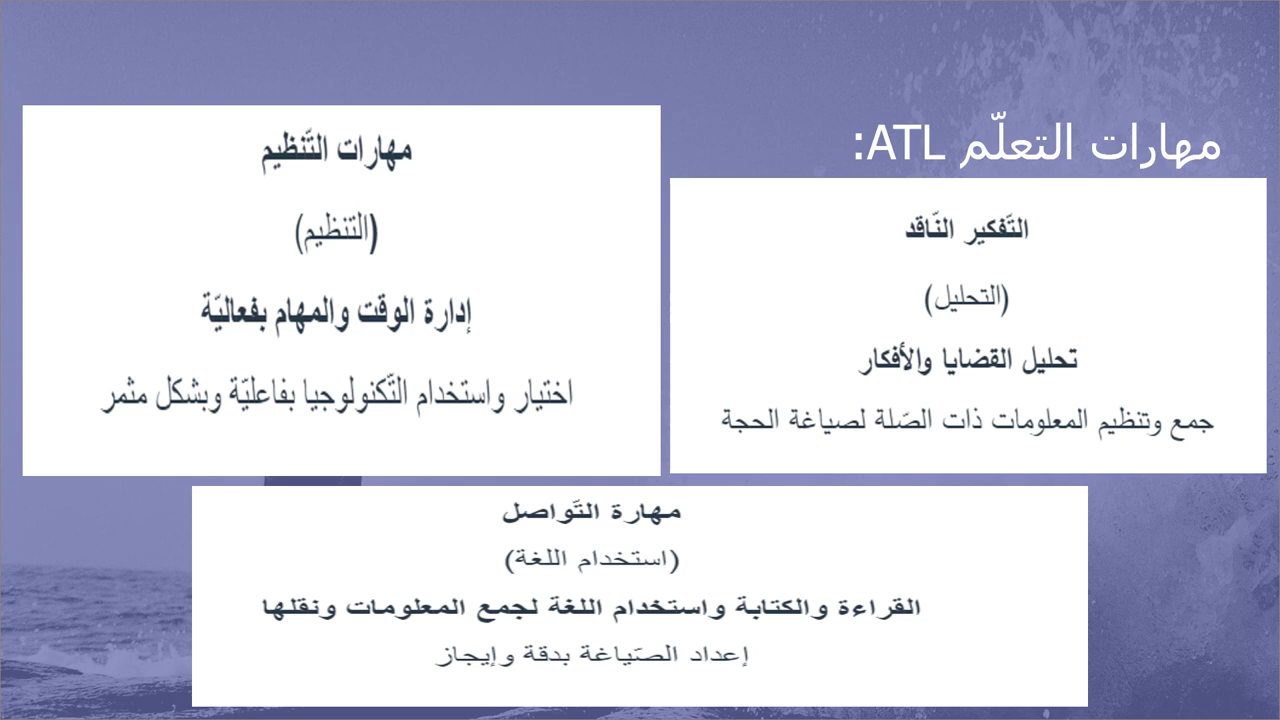 مهارات التعلّم ATL:
التّفكير النّاقد
(التحليل)
تحليل القضايا والأفكار
جمع وتنظيم المعلومات ذات الصّلة لصياغة الحجة
مهارات التّنظيم
(التنظيم)
إدارة الوقت والمهام بفعاليّة
اختيار واستخدام التّكنولوجيا بفاعليّة وبشكل مثمر
مهارة التّواصل
(استخدام اللغة)
القراءة والكتابة واستخدام اللغة لجمع المعلومات ونقلها
إعداد الصّياغة بدقة وإيجاز